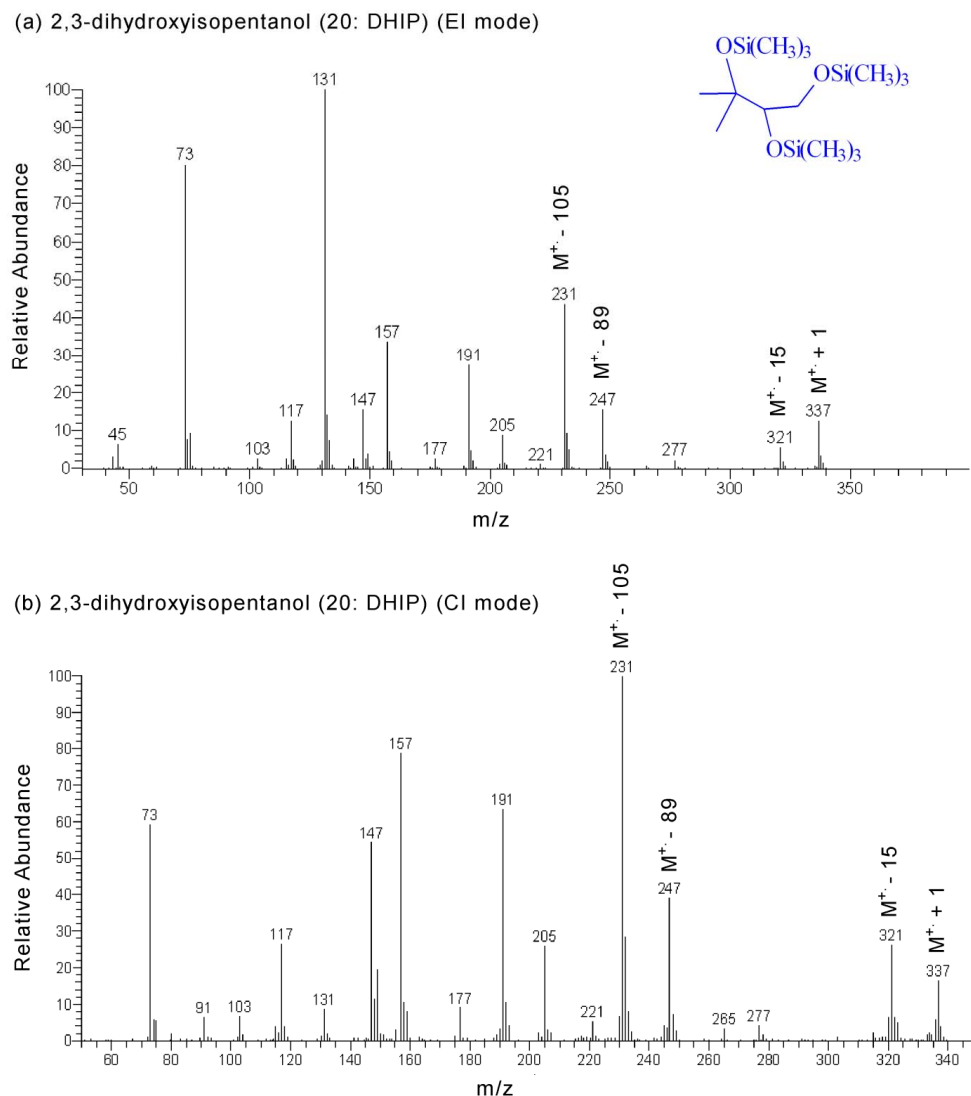 (a) 2,3-dihydroxyisopentanol (20: DHIP) (EI mode)
OSi(CH3)3
OSi(CH3)3
OSi(CH3)3
Relative Abundance
100
90
80
70
60
50
40
30
20
10
0
45
73
103
117
131
147
157
177
191
205
221
231
M+· - 105
247
M+· - 89
277
321
M+· - 15
337
M+· + 1
50 100 150 200 250 300 350
m/z
(b) 2,3-dihydroxyisopentanol (20: DHIP) (CI mode)
Relative Abundance
100
90
80
70
60
50
40
30
20
10
0
73
91
103
117
131
147
157
177
191
205
221
231
M+· - 105
247
M+· - 89
265
277
321
M+· - 15
337
M+· + 1
60 80 100 120 140 160 180 200 220 240 260 280 300 320 340
m/z